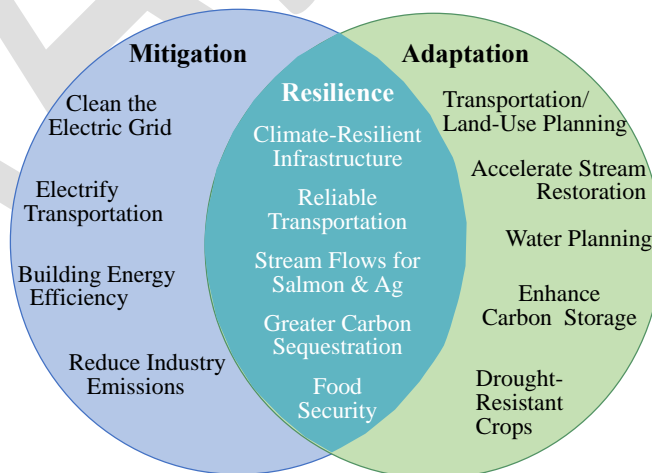 Mitigation
Clean the
Electric Grid
Electrify
Transportation
Building Energy
Efficiency
Reduce Industry
Emissions
Resilience
Climate-Resilient
Infrastructure
Reliable
Transportation
Stream Flows for
Salmon & Ag
Greater Carbon
Sequestration
Food
Security
Adaptation
Transportation/
Land-Use Planning
Accelerate Stream
Restoration
Water Planning
Enhance
Carbon Storage
Drought-
Resistant
Crops